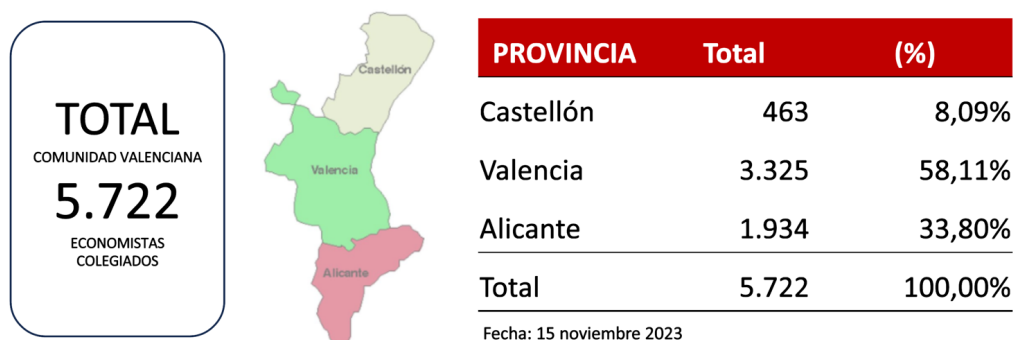 TOTAL
COMUNIDAD VALENCIANA
5.722
ECONOMISTAS
COLEGIADOS
Castellón
Valencia
Alicante
PROVINCIA Total (%)
Castellón 463 8,09%
Valencia 3.325 58,11%
Alicante 1.934 33,80%
Total 5.722 100,00%
Fecha: 15 noviembre 2023